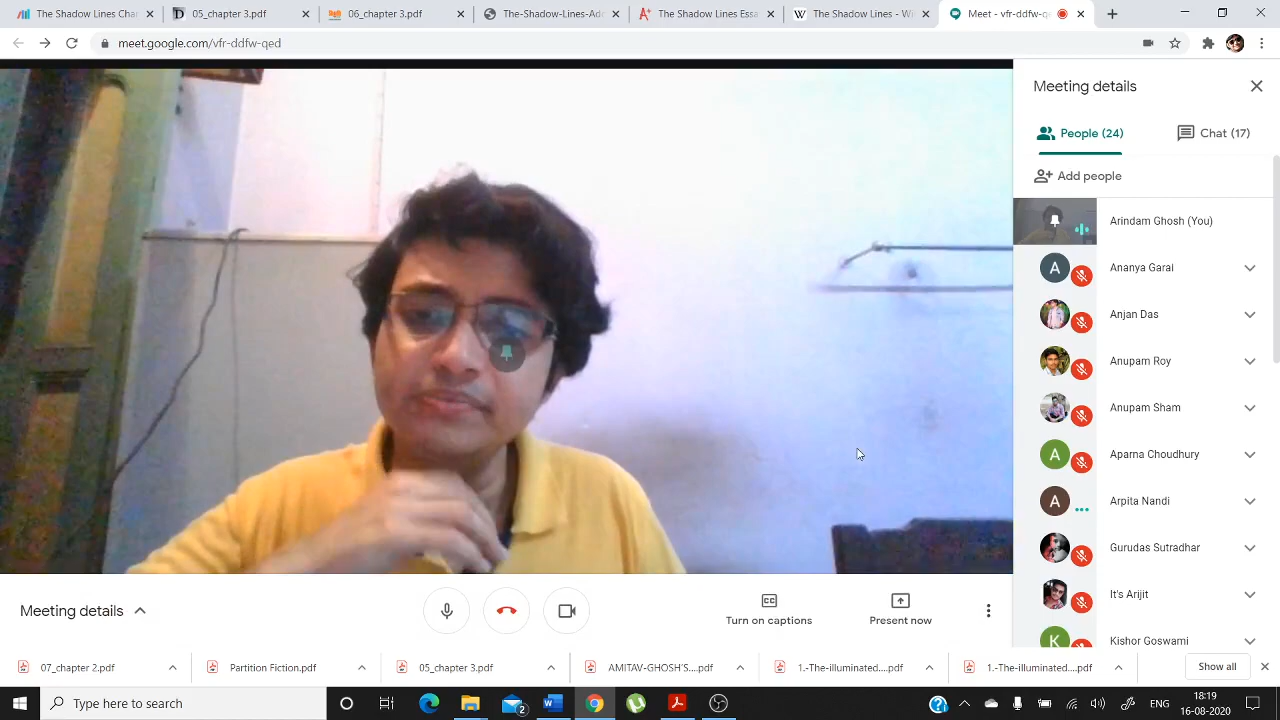 The Shadow Lines Cha
05_chapter 3.pdf
06_chapter 3.pdf
The-Shadow-Lines-Ad
The Shadow Lines Essa
The Shadow Lines - Wi
Meet - vfr-ddfw-q
meet.google.com/vfr-ddfw-qed
Meeting details
People (24)
Chat (17)
Add people
Arindam Ghosh (You)
A Ananya Garai
Anjan Das
Anupam Roy
Anupam Sham
A Aparna Choudhury
A Arpita Nandi
Gurudas Sutradhar
It's Arijit
K Kishor Goswami
Meeting details
CC
Turn on captions
Present now
07_chapter 2.pdf
Partition Fiction.pdf
05_chapter 3.pdf
AMITAV-GHOSH'S....pdf
1.-The-illuminated....pdf
1.-The-illuminated....pdf
Show all
Type here to search
2
ENG
18:19
16-08-2020